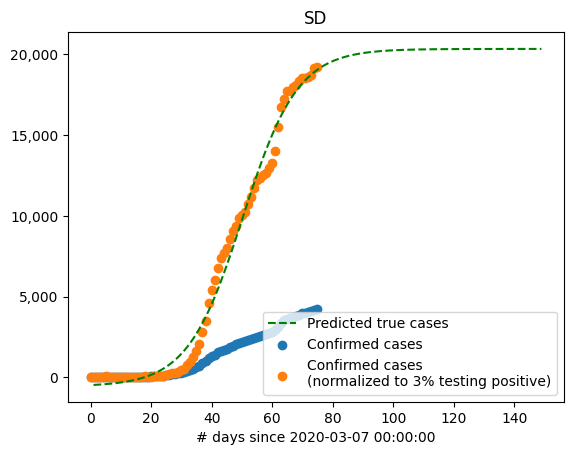 SD
20,000
15,000
10,000
5,000
0
Predicted true cases
Confirmed cases
Confirmed cases
(normalized to 3% testing positive)
0 20 40 60 80 100 120 140
# days since 2020-03-07 00:00:00